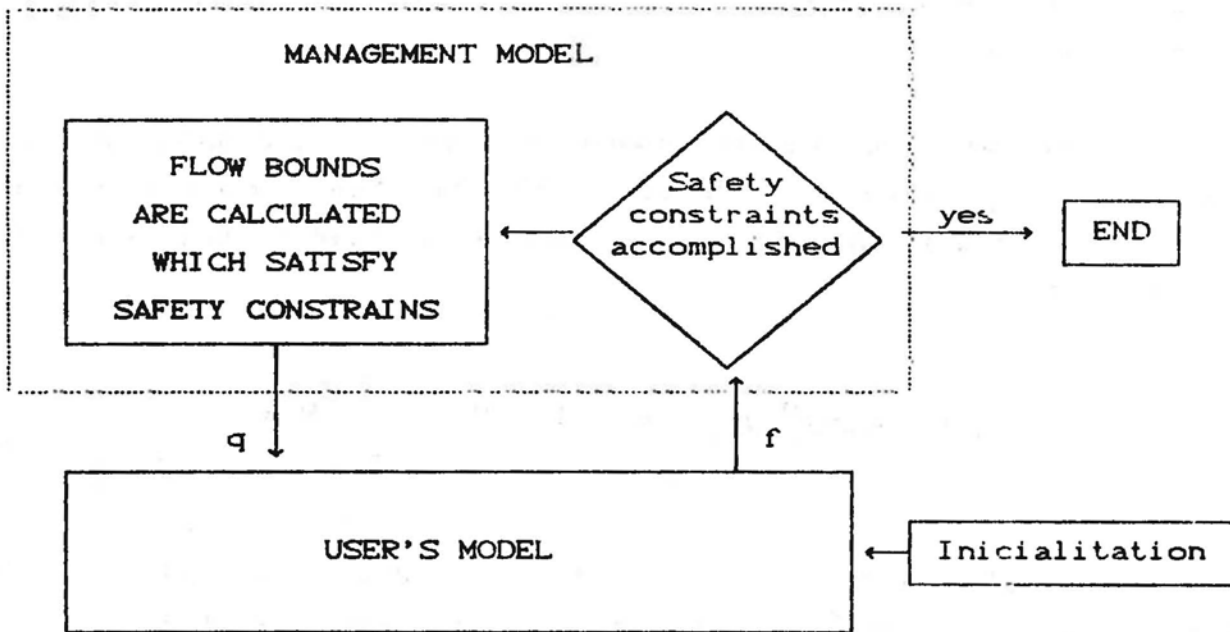 MANAGEMENT MODEL
FLOW BOUNDS
ARE CALCULATED
WHICH SATISFY
SAFETY CONSTRAINS
Safety
constraints
accomplished
yes
END
q
f
USER'S MODEL
Inicialitation